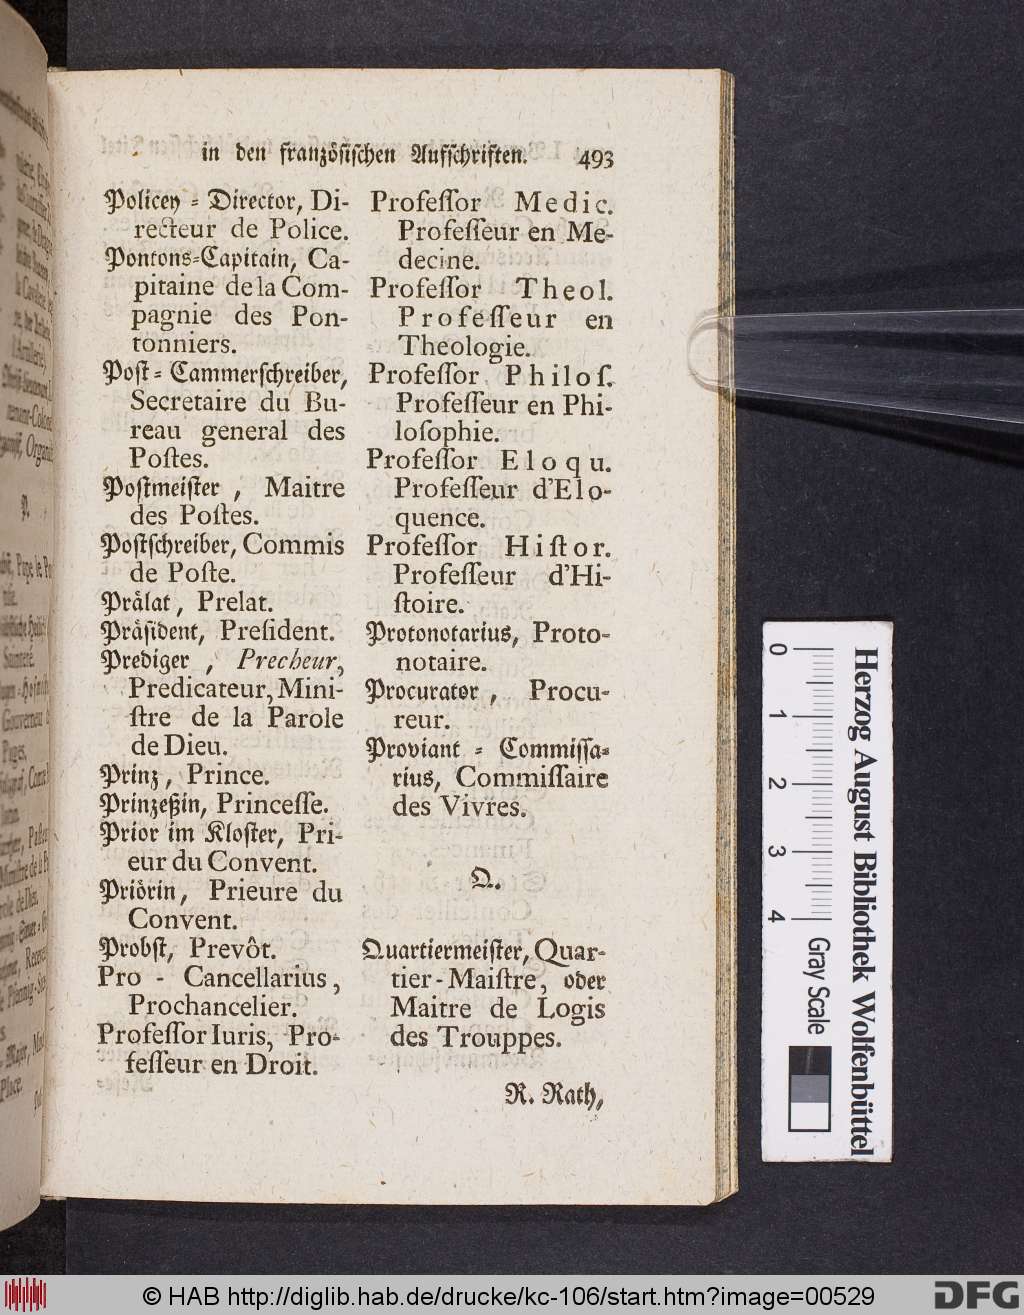 in den französischen Aufschriften. 493
Policey = Director, Di-
recteur de Police.
Pontons=Capitain, Ca-
pitaine de la Com-
pagnie des Pon-
tonniers.
Post = Cammerschreiber,
Secretaire du Bu-
reau general des
Postes.
Postmeister , Maitre
des Postes.
Postschreiber, Commis
de Poste.
Prälat, Prelat.
Präsident, President.
Prediger , Precheur,
Predicateur, Mini-
stre de la Parole
de Dieu.
Prinz, Prince.
Prinzeßin, Princesse.
Prior im Kloster, Pri-
eur du Convent.
Priörin, Prieure du
Convent.
Probst, Prevôt.
Pro - Cancellarius,
Prochancelier.
Professor Iuris, Pro-
fesseur en Droit.
Professor Medic.
Professeur en Me-
decine.
Professor Theol.
Professeur en
Theologie.
Professor Philos.
Professeur en Phi-
losophie.
Professor Eloqu.
Professeur d'Elo-
quence.
Professor Histor.
Professeur d'Hi-
stoire.
Protonotarius, Proto-
notaire.
Procurator, Procu-
reur.
Proviant = Commissa=
rius, Commissaire
des Vivres.
Q.
Quartiermeister, Quar-
tier-Maistre, oder
Maitre de Logis
des Trouppes.
R. Rath,
0 1 2 3 4
Gray Scale
Herzog August Bibliothek Wolfenbüttel
© HAB http://diglib.hab.de/drucke/kc-106/start.htm?image=00529
DFG